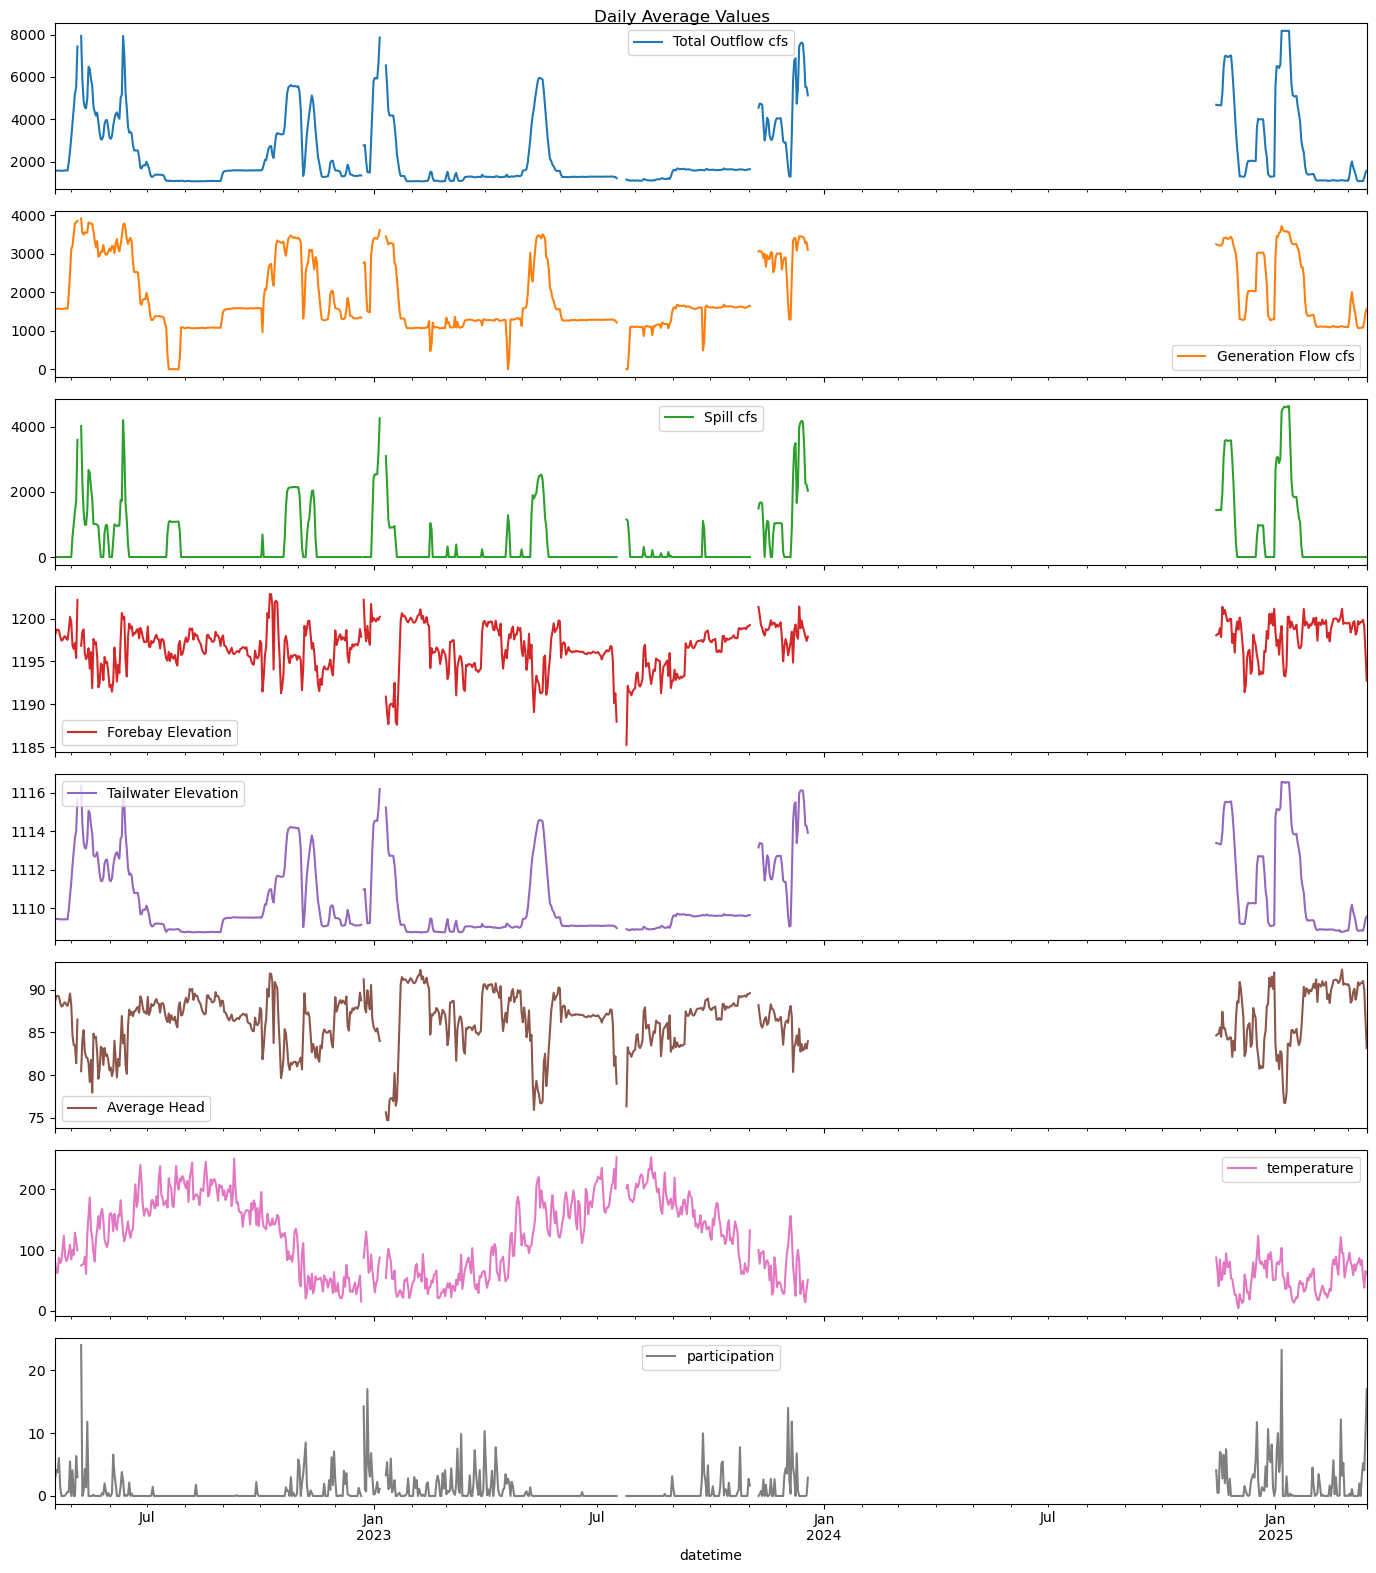 Daily Average Values
Total Outflow cfs
8000
6000
4000
2000
Generation Flow cfs
4000
3000
2000
1000
0
Spill cfs
4000
2000
0
Forebay Elevation
1200
1195
1190
1185
Tailwater Elevation
1116
1114
1112
1110
Average Head
90
85
80
75
temperature
200
100
0
participation
20
10
0
Jul
Jan
2023
Jul
Jan
2024
Jul
Jan
2025
datetime